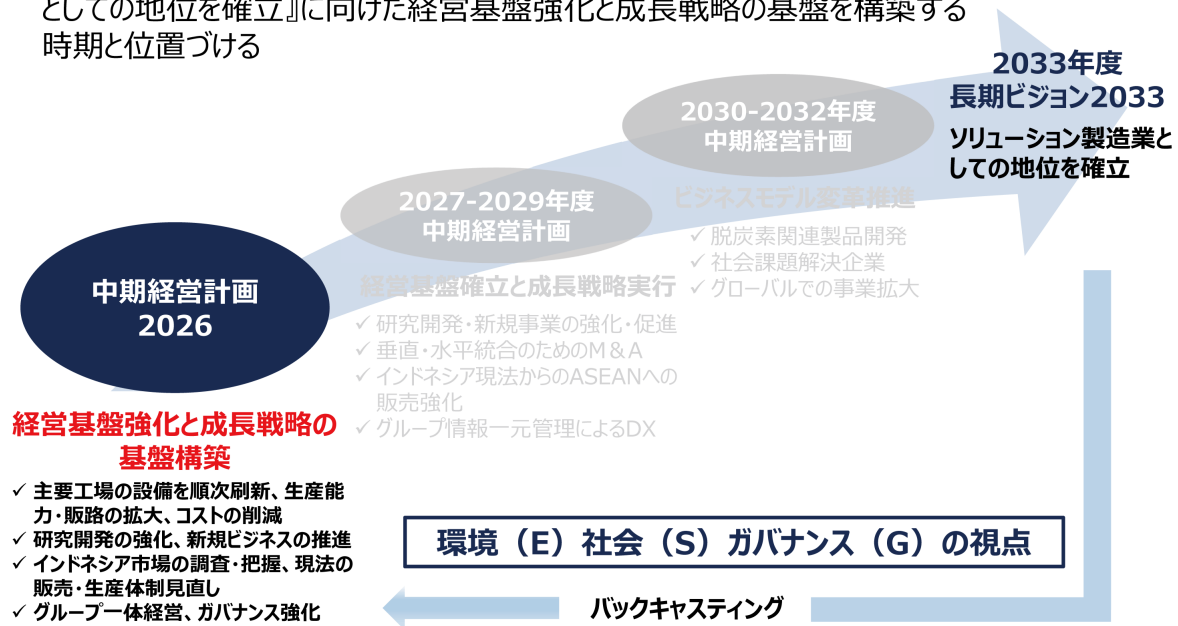 としての地位を確立』に向けた経営基盤強化と成長戦略の基盤を構築する
時期と位置づける
2033年度
長期ビジョン2033
ソリューション製造業と
しての地位を確立
2030-2032年度
中期経営計画
ビジネスモデル変革推進
✓ 脱炭素関連製品開発
✓ 社会課題解決企業
✓ グローバルでの事業拡大
2027-2029年度
中期経営計画
経営基盤確立と成長戦略実行
✓ 研究開発・新規事業の強化・促進
✓ 垂直・水平統合のためのM＆A
✓ インドネシア現法からのASEANへの
販売強化
✓ グループ情報一元管理によるDX
中期経営計画
2026
経営基盤強化と成長戦略の
基盤構築
✓ 主要工場の設備を順次刷新、生産能
力・販路の拡大、コストの削減
✓ 研究開発の強化、新規ビジネスの推進
✓ インドネシア市場の調査・把握、現法の
販売・生産体制見直し
✓ グループ一体経営、ガバナンス強化
環境（E）社会（S）ガバナンス（G）の視点
バックキャスティング